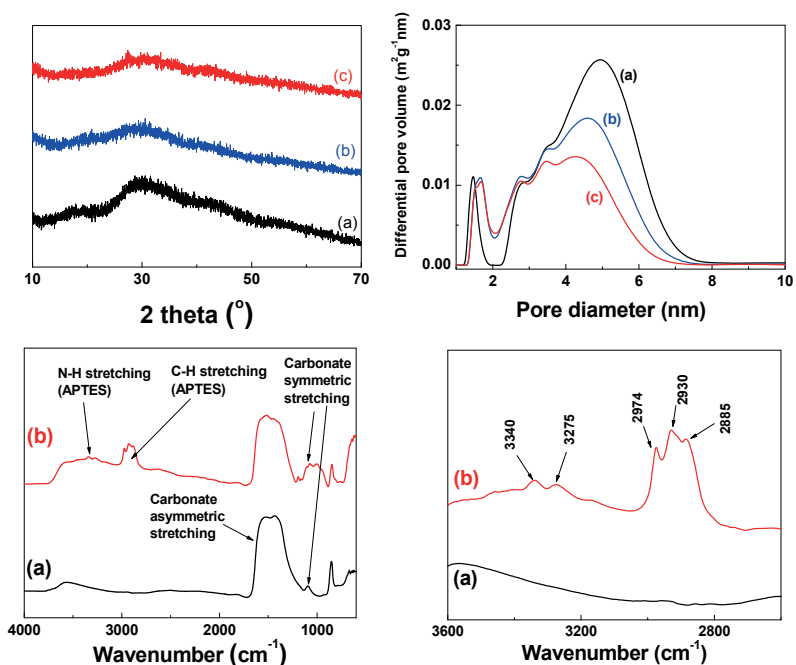 (c)
(b)
(a)
10 30 50 70
2 theta (°)
Differential pore volume (m²g⁻¹nm)
0.03
0.02
0.01
0.00
(a)
(b)
(c)
2 4 6 8 10
Pore diameter (nm)
N-H stretching
(APTES)
C-H stretching
(APTES)
Carbonate
symmetric
stretching
(b)
Carbonate
asymmetric
stretching
(a)
4000 3000 2000 1000
Wavenumber (cm⁻¹)
3340
3275
2974
2930
2885
(b)
(a)
3600 3200 2800
Wavenumber (cm⁻¹)